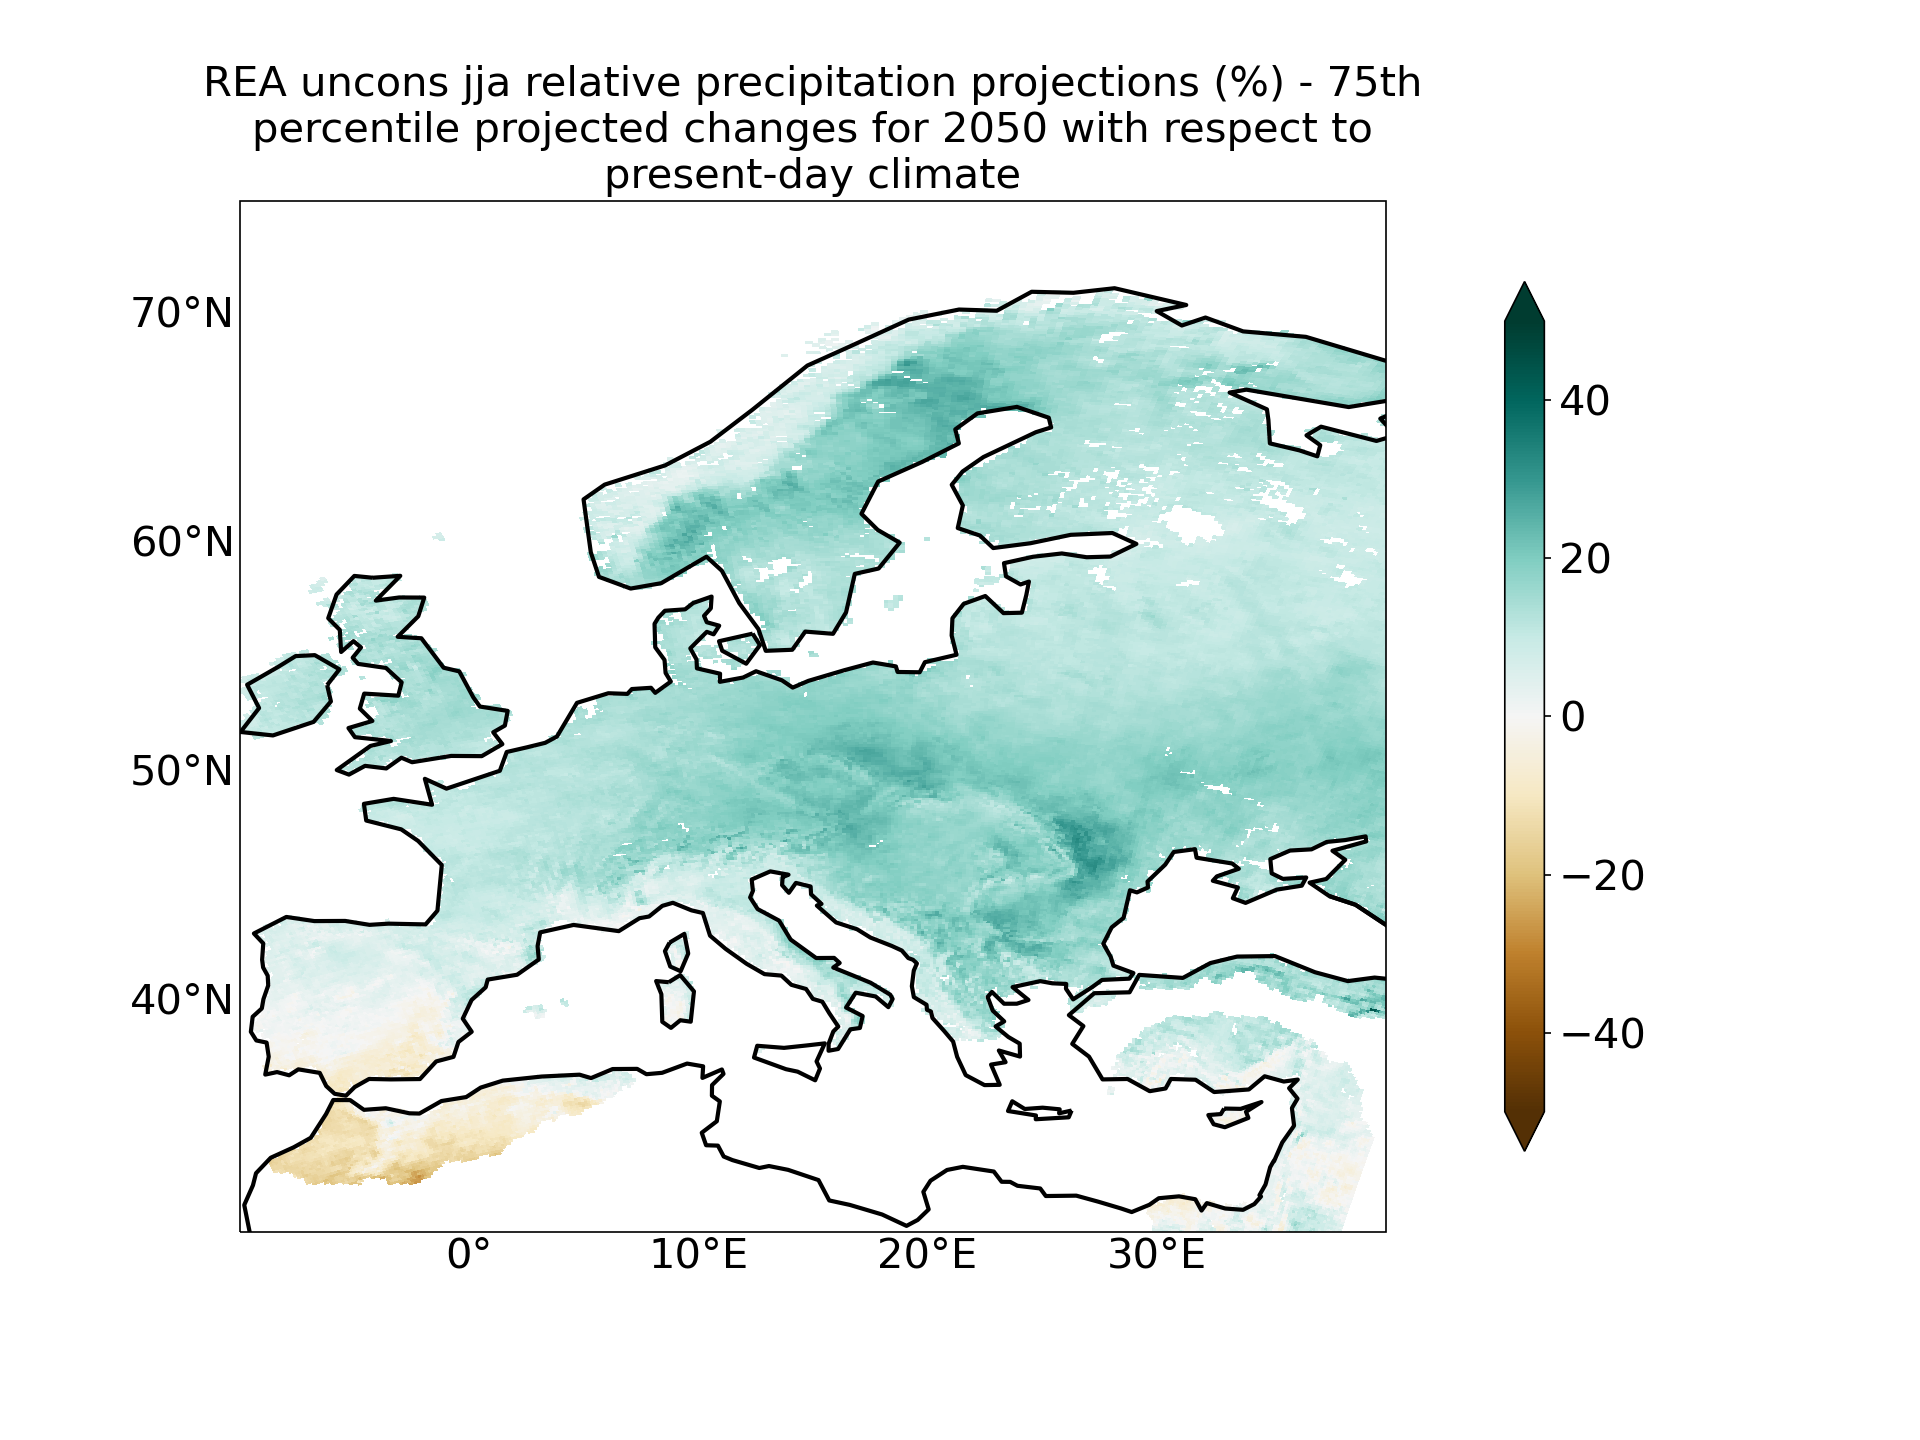 REA uncons jja relative precipitation projections (%) - 75th
percentile projected changes for 2050 with respect to
present-day climate
70°N
60°N
50°N
40°N
0°
10°E
20°E
30°E
40
20
0
−20
−40